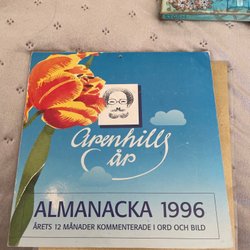 Arenhills
år
ALMANACKA 1996
ÅRETS 12 MÅNADER KOMMENTERADE I ORD OCH BILD